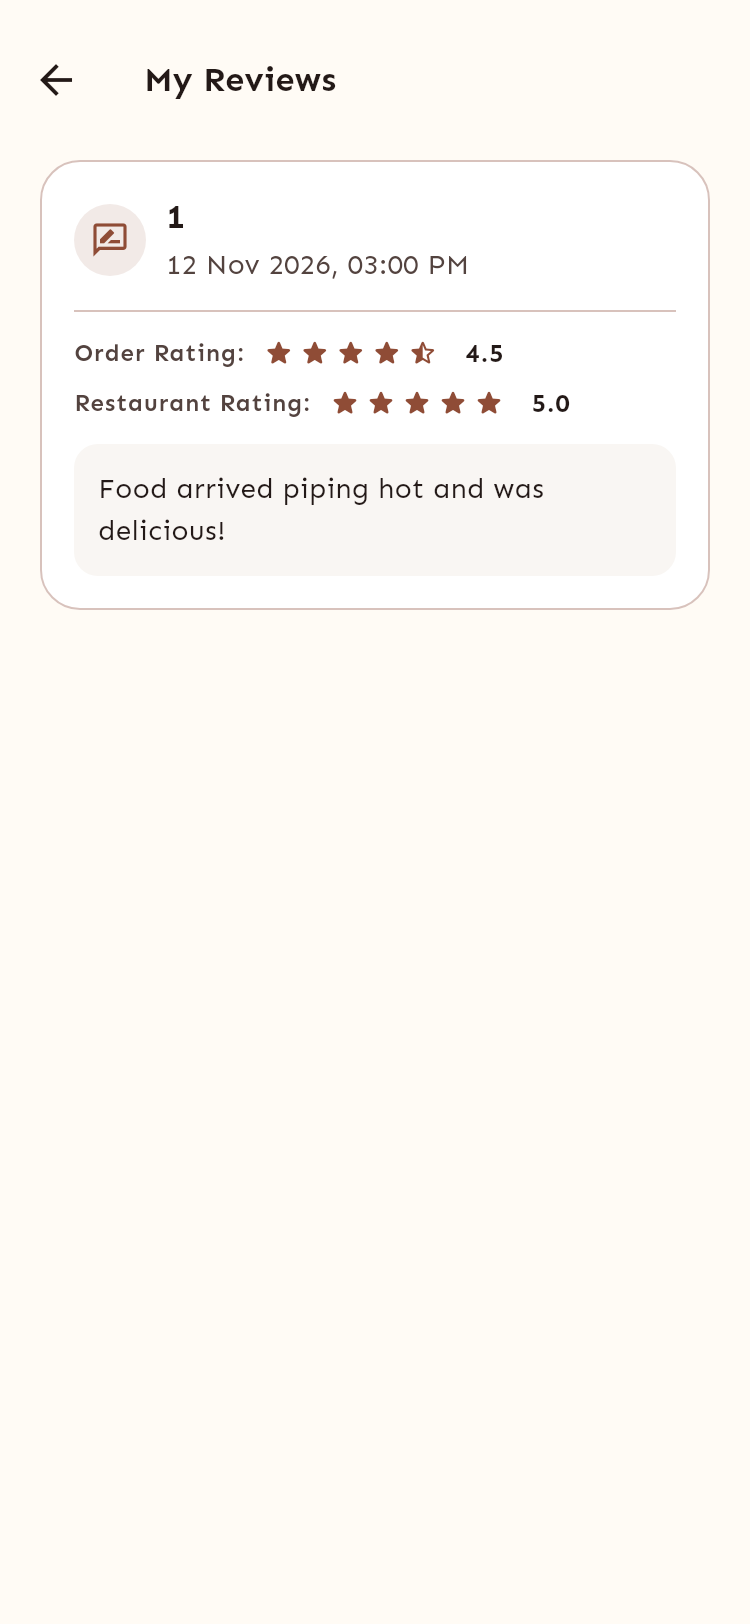 My Reviews
1
12 Nov 2026, 03:00 PM
Order Rating: 4.5
Restaurant Rating: 5.0
Food arrived piping hot and was
delicious!